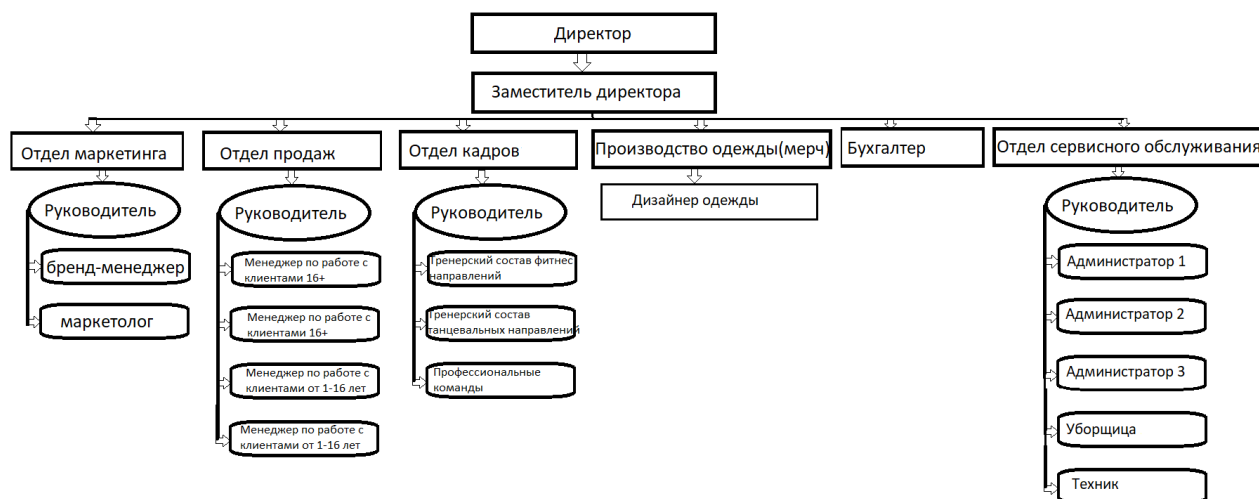 Директор
Заместитель директора
Отдел маркетинга
Отдел продаж
Отдел кадров
Производство одежды(мерч)
Бухгалтер
Отдел сервисного обслуживания
Руководитель
бренд-менеджер
маркетолог
Руководитель
Менеджер по работе с
клиентами 16+
Менеджер по работе с
клиентами 16+
Менеджер по работе с
клиентами от 1-16 лет
Менеджер по работе с
клиентами от 1-16 лет
Руководитель
Тренерский состав фитнес
направлений
Тренерский состав
танцевальных направлений
Профессиональные
команды
Дизайнер одежды
Руководитель
Администратор 1
Администратор 2
Администратор 3
Уборщица
Техник